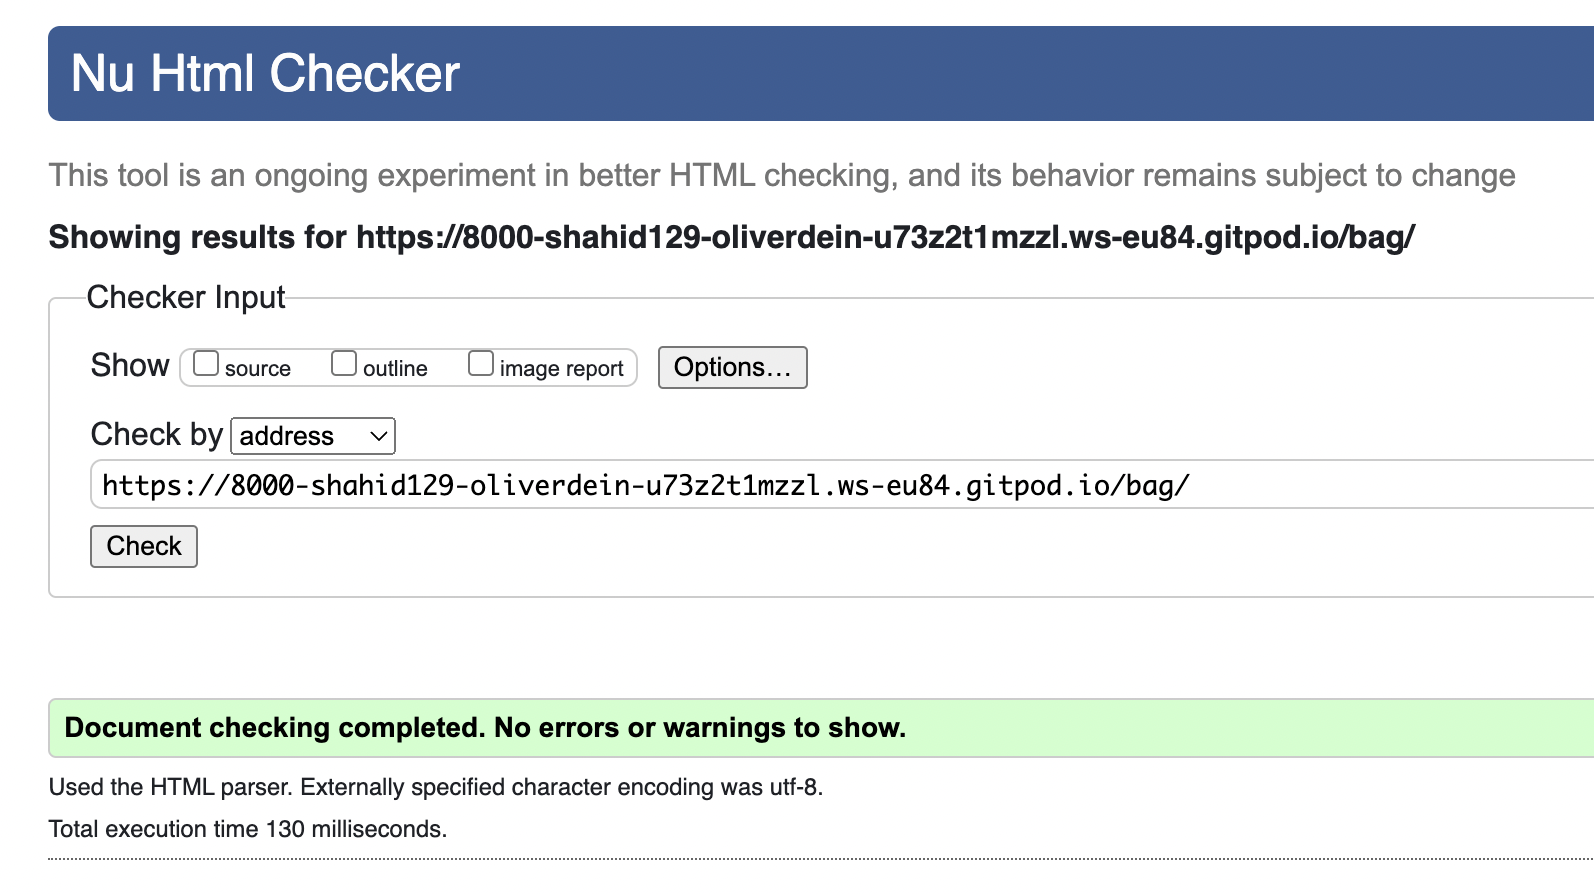 Nu Html Checker
This tool is an ongoing experiment in better HTML checking, and its behavior remains subject to change
Showing results for https://8000-shahid129-oliverdein-u73z2t1mzzl.ws-eu84.gitpod.io/bag/
Checker Input
Show source outline image report Options...
Check by address
https://8000-shahid129-oliverdein-u73z2t1mzzl.ws-eu84.gitpod.io/bag/
Check
Document checking completed. No errors or warnings to show.
Used the HTML parser. Externally specified character encoding was utf-8.
Total execution time 130 milliseconds.